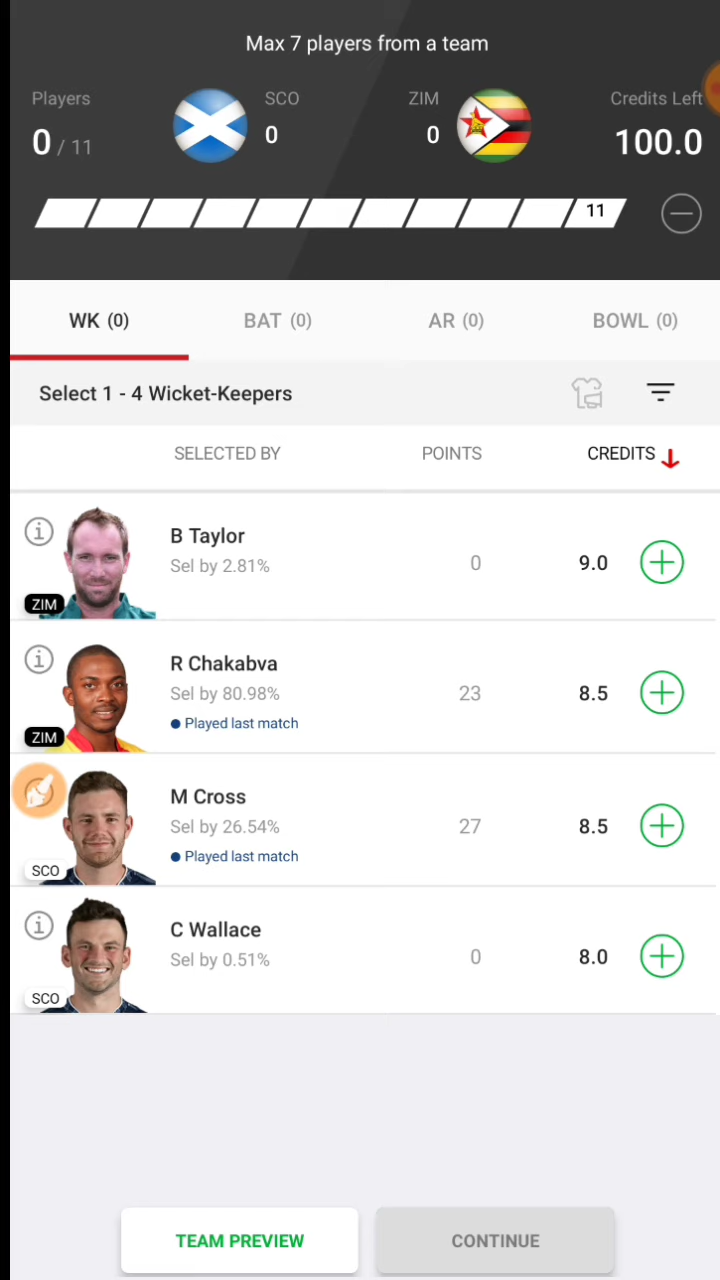 Max 7 players from a team
Players SCO ZIM Credits Left
0 / 11 0 0 100.0
11
WK (0) BAT (0) AR (0) BOWL (0)
Select 1 - 4 Wicket-Keepers
SELECTED BY POINTS CREDITS
B Taylor
Sel by 2.81% 0 9.0
ZIM
R Chakabva
Sel by 80.98% 23 8.5
Played last match
ZIM
M Cross
Sel by 26.54% 27 8.5
Played last match
SCO
C Wallace
Sel by 0.51% 0 8.0
SCO
TEAM PREVIEW CONTINUE